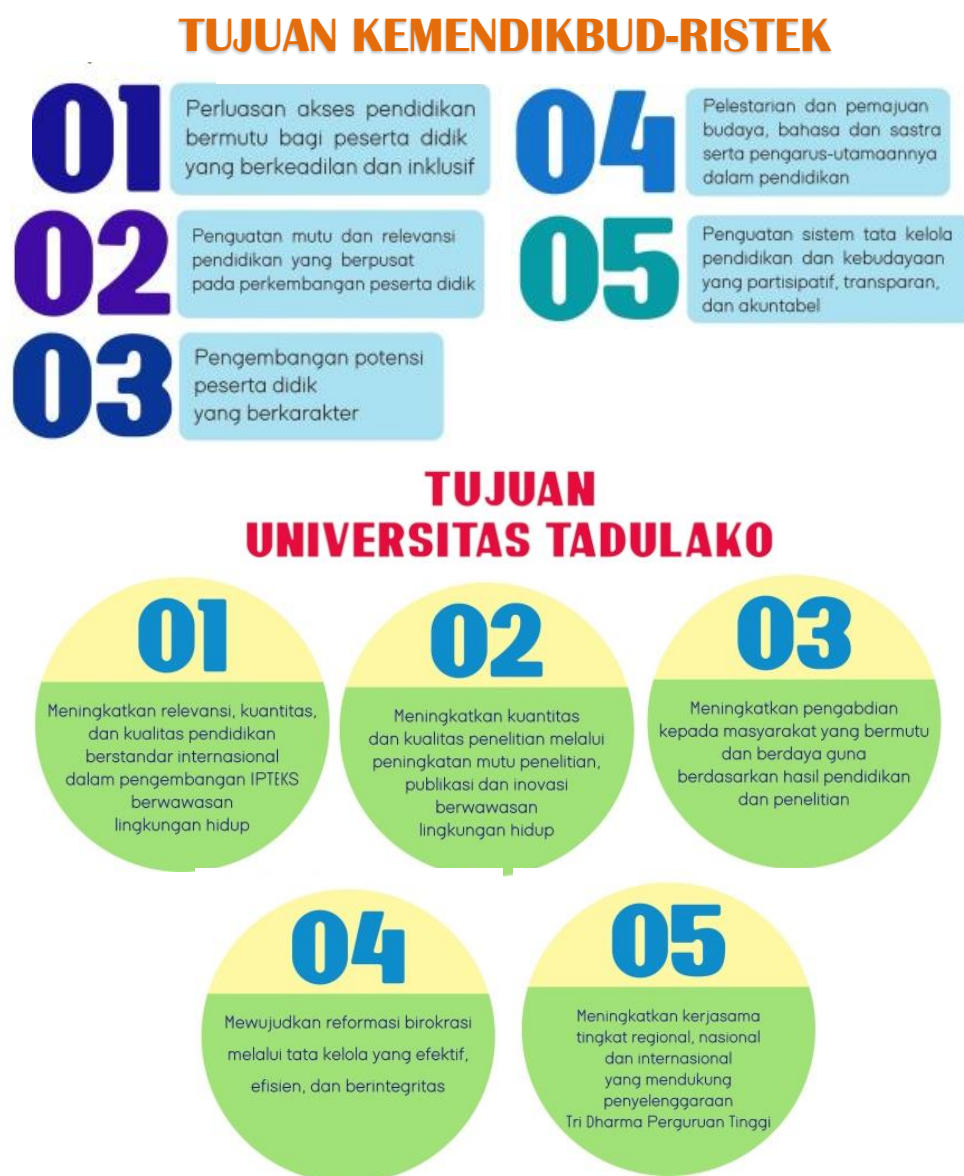 TUJUAN KEMENDIKBUD-RISTEK
01
Perluasan akses pendidikan
bermutu bagi peserta didik
yang berkeadilan dan inklusif
02
Penguatan mutu dan relevansi
pendidikan yang berpusat
pada perkembangan peserta didik
03
Pengembangan potensi
peserta didik
yang berkarakter
04
Pelestarian dan pemajuan
budaya, bahasa dan sastra
serta pengarus-utamaannya
dalam pendidikan
05
Penguatan sistem tata kelola
pendidikan dan kebudayaan
yang partisipatif, transparan,
dan akuntabel
TUJUAN
UNIVERSITAS TADULAKO
01
Meningkatkan relevansi, kuantitas,
dan kualitas pendidikan
berstandar internasional
dalam pengembangan IPTEKS
berwawasan
lingkungan hidup
02
Meningkatkan kuantitas
dan kualitas penelitian melalui
peningkatan mutu penelitian,
publikasi dan inovasi
berwawasan
lingkungan hidup
03
Meningkatkan pengabdian
kepada masyarakat yang bermutu
dan berdaya guna
berdasarkan hasil pendidikan
dan penelitian
04
Mewujudkan reformasi birokrasi
melalui tata kelola yang efektif,
efisien, dan berintegritas
05
Meningkatkan kerjasama
tingkat regional, nasional
dan internasional
yang mendukung
penyelenggaraan
Tri Dharma Perguruan Tinggi